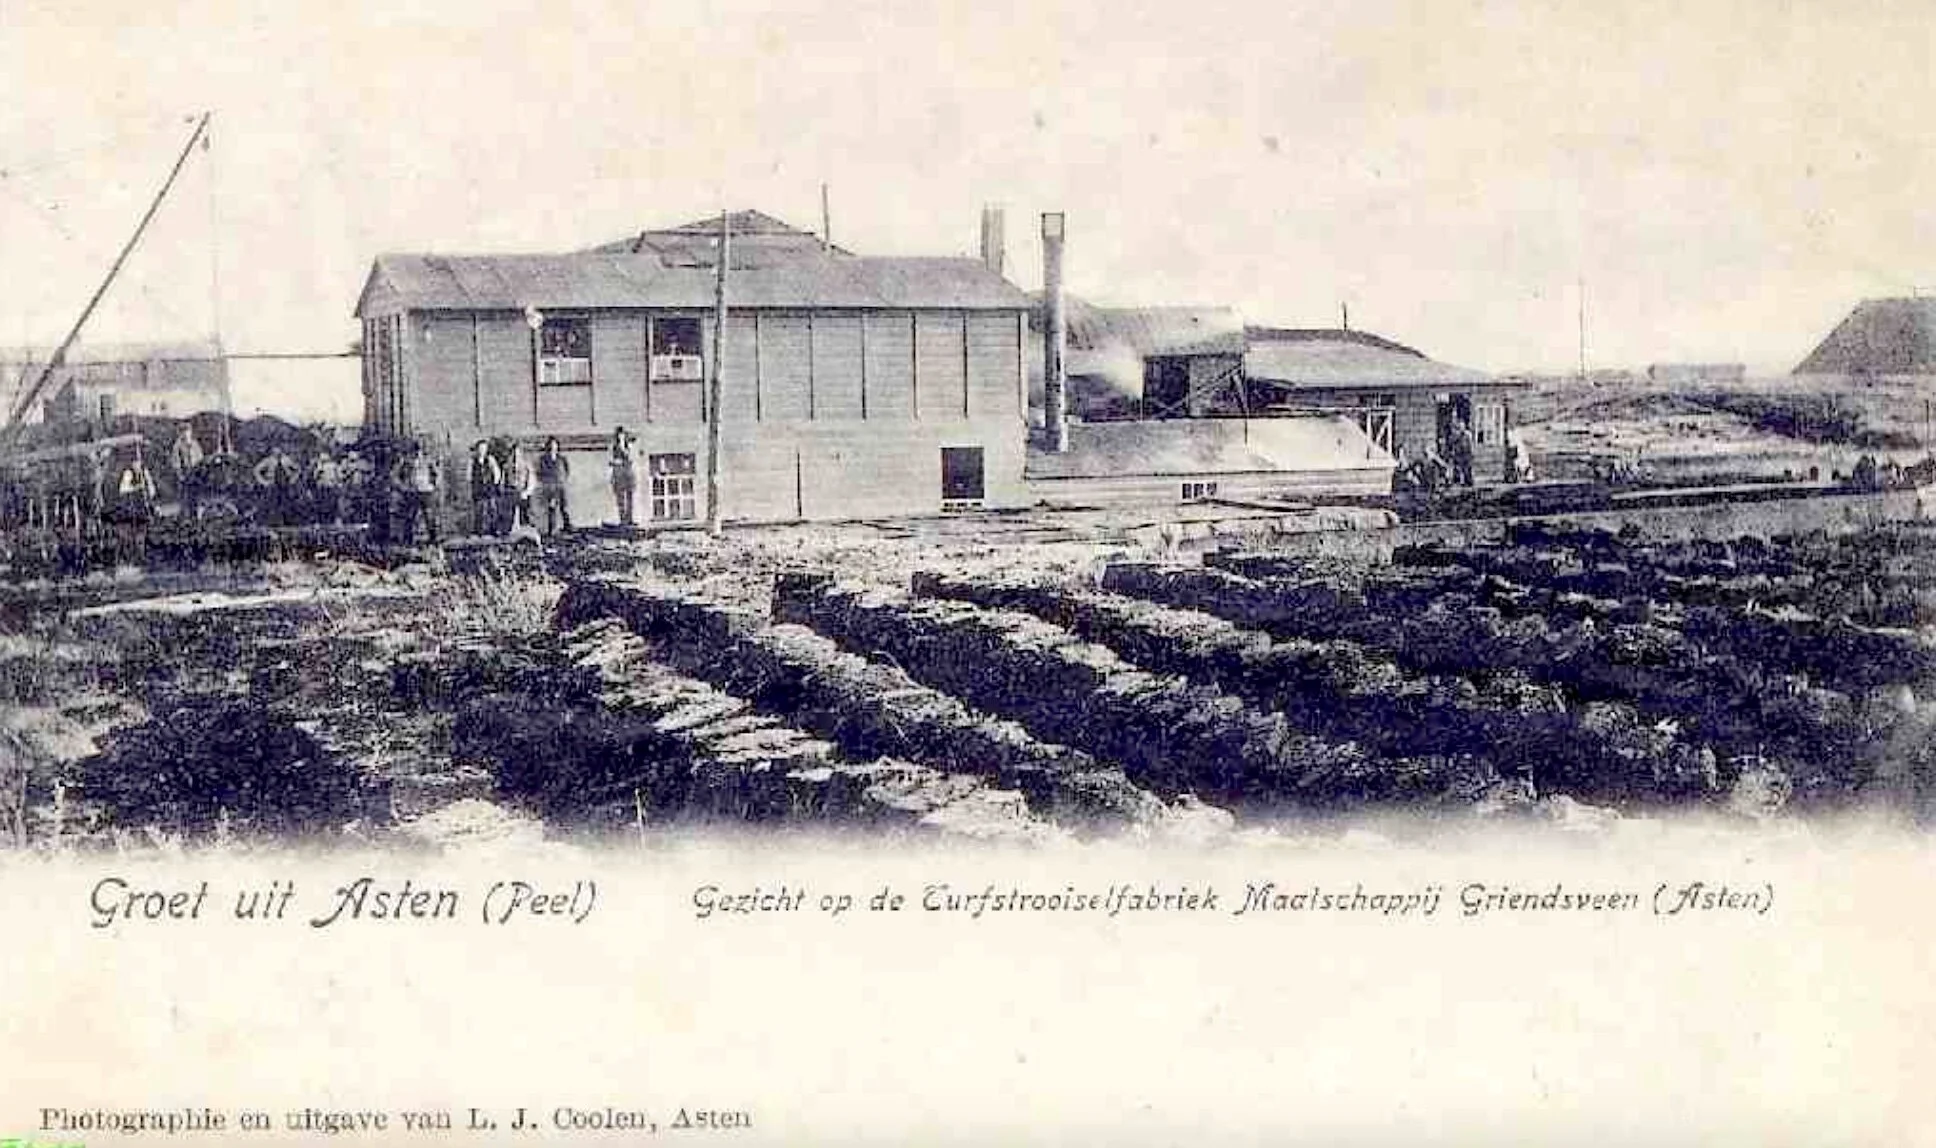 Groet uit Asten (Peel)
Gezicht op de Turfstrooiselfabriek Maatschappij Griendsveen (Asten)
Photographie en uitgave van L. J. Coolen, Asten